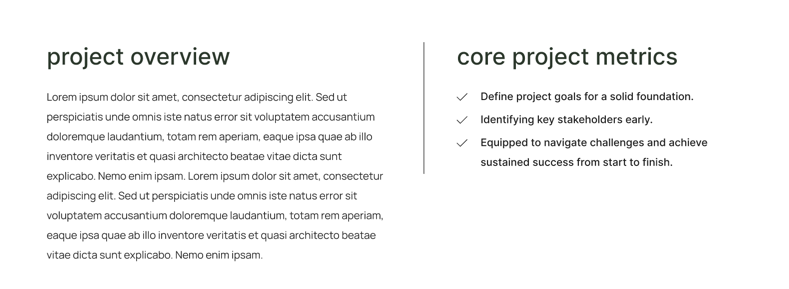 project overview
Lorem ipsum dolor sit amet, consectetur adipiscing elit. Sed ut
perspiciatis unde omnis iste natus error sit voluptatem accusantium
doloremque laudantium, totam rem aperiam, eaque ipsa quae ab illo
inventore veritatis et quasi architecto beatae vitae dicta sunt
explicabo. Nemo enim ipsam. Lorem ipsum dolor sit amet, consectetur
adipiscing elit. Sed ut perspiciatis unde omnis iste natus error sit
voluptatem accusantium doloremque laudantium, totam rem aperiam,
eaque ipsa quae ab illo inventore veritatis et quasi architecto beatae
vitae dicta sunt explicabo. Nemo enim ipsam.
core project metrics
Define project goals for a solid foundation.
Identifying key stakeholders early.
Equipped to navigate challenges and achieve
sustained success from start to finish.